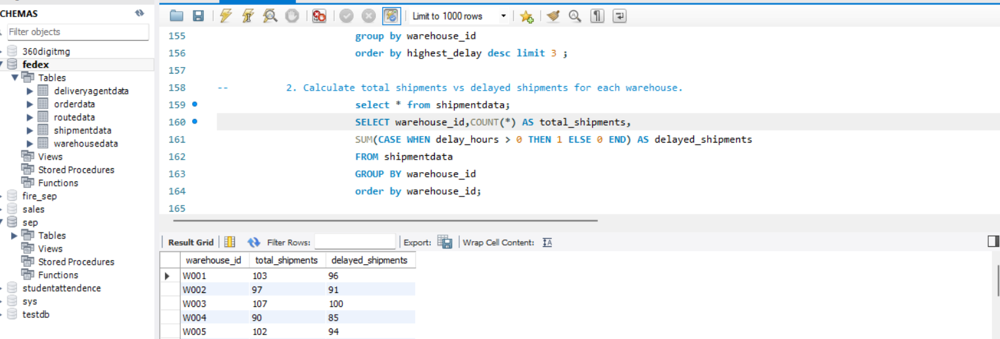 CHEMAS
Filter objects
360digitmg
fedex
Tables
deliveryagentdata
orderdata
routedata
shipmentdata
warehousedata
Views
Stored Procedures
Functions
fire_sep
sales
sep
Tables
Views
Stored Procedures
Functions
studentattendence
sys
testdb
Limit to 1000 rows
155 group by warehouse_id
156 order by highest_delay desc limit 3 ;
157
158 -- 2. Calculate total shipments vs delayed shipments for each warehouse.
159 select * from shipmentdata;
160 SELECT warehouse_id,COUNT(*) AS total_shipments,
161 SUM(CASE WHEN delay_hours > 0 THEN 1 ELSE 0 END) AS delayed_shipments
162 FROM shipmentdata
163 GROUP BY warehouse_id
164 order by warehouse_id;
165
Result Grid Filter Rows: Export: Wrap Cell Content: IA
warehouse_id total_shipments delayed_shipments
W001 103 96
W002 97 91
W003 107 100
W004 90 85
W005 102 94